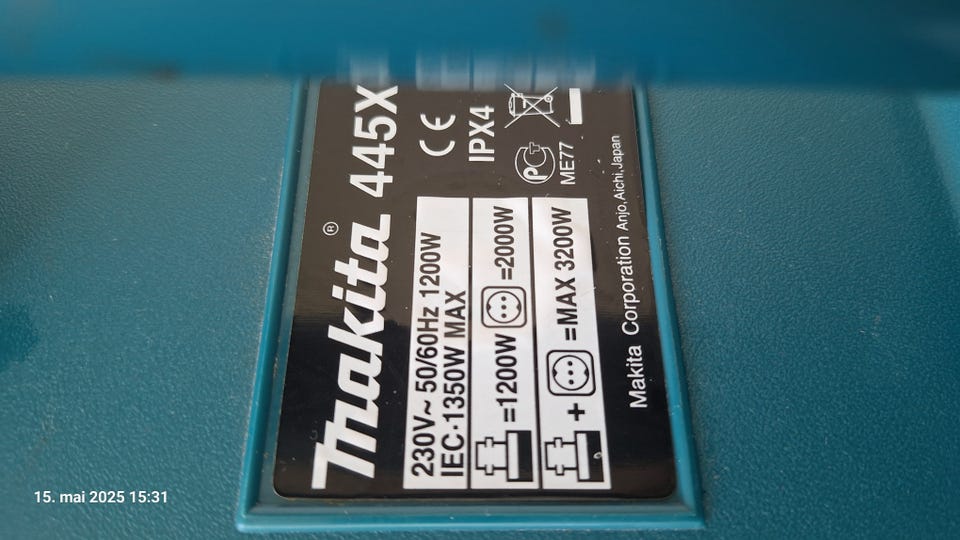 makita® 445X
230V~ 50/60Hz 1200W
IEC·1350W MAX
=1200W =2000W
+ =MAX 3200W
CE
IPX4
PCT
ME77
Makita Corporation Anjo,Aichi,Japan
15. mai 2025 15:31